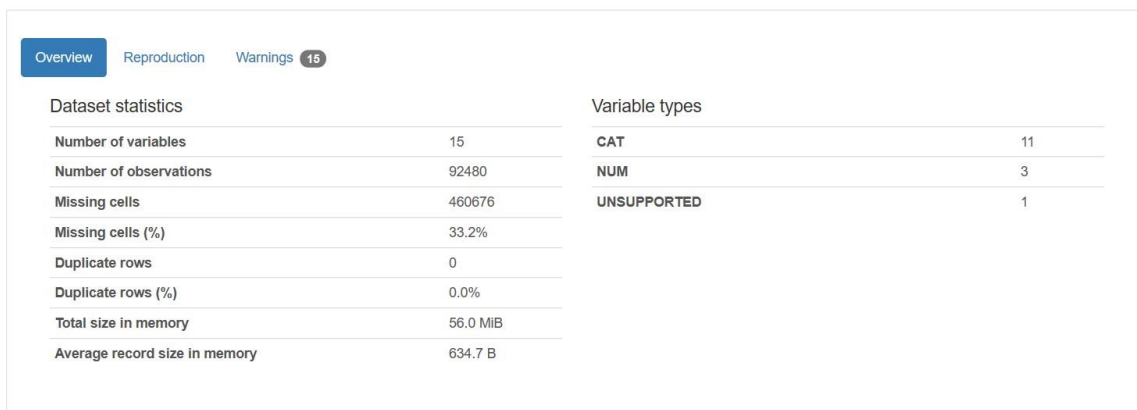 Overview Reproduction Warnings 15
Dataset statistics
Number of variables 15
Number of observations 92480
Missing cells 460676
Missing cells (%) 33.2%
Duplicate rows 0
Duplicate rows (%) 0.0%
Total size in memory 56.0 MiB
Average record size in memory 634.7 B
Variable types
CAT 11
NUM 3
UNSUPPORTED 1